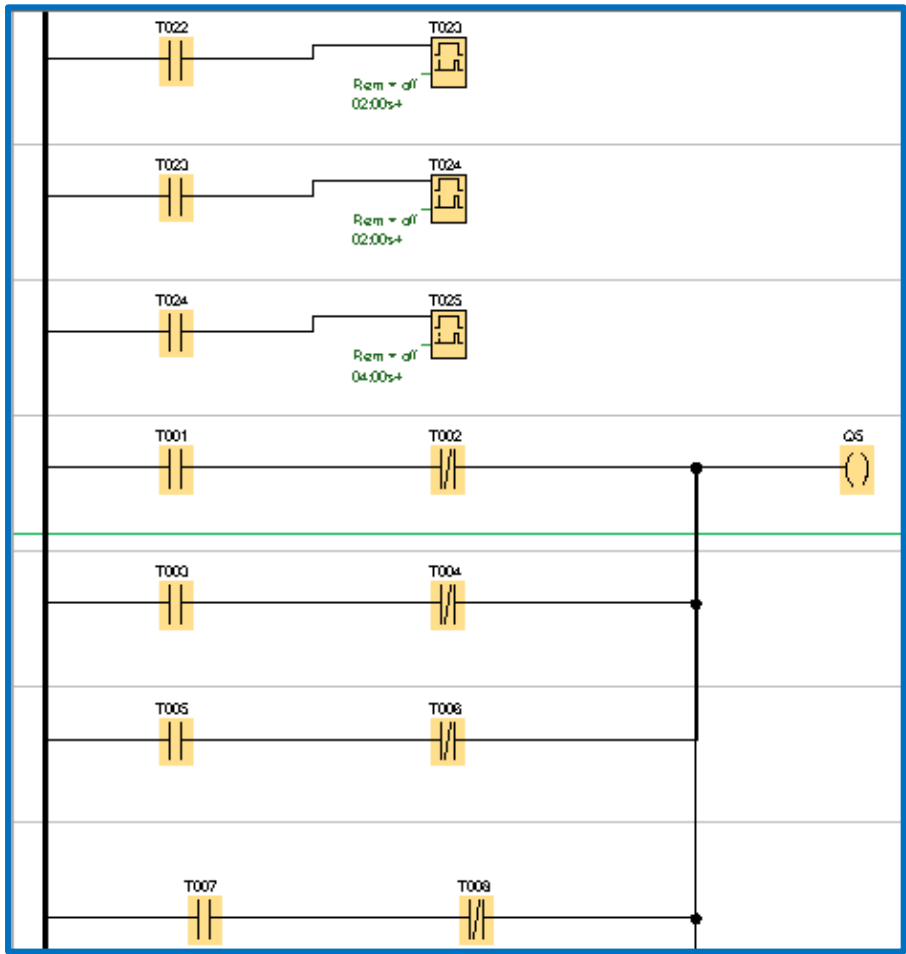 T022 T023
Rem = off
02:00s+
T023 T024
Rem = off
02:00s+
T024 T025
Rem = off
04:00s+
T001 T002 Q5
T003 T004
T005 T006
T007 T008